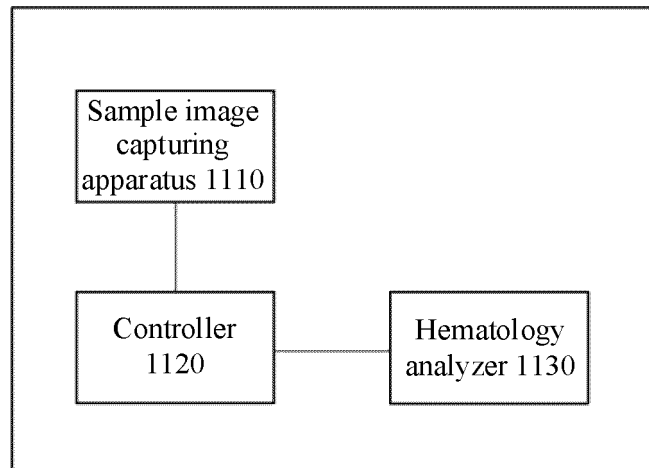 Sample image
capturing
apparatus 1110
Controller
1120
Hematology
analyzer 1130